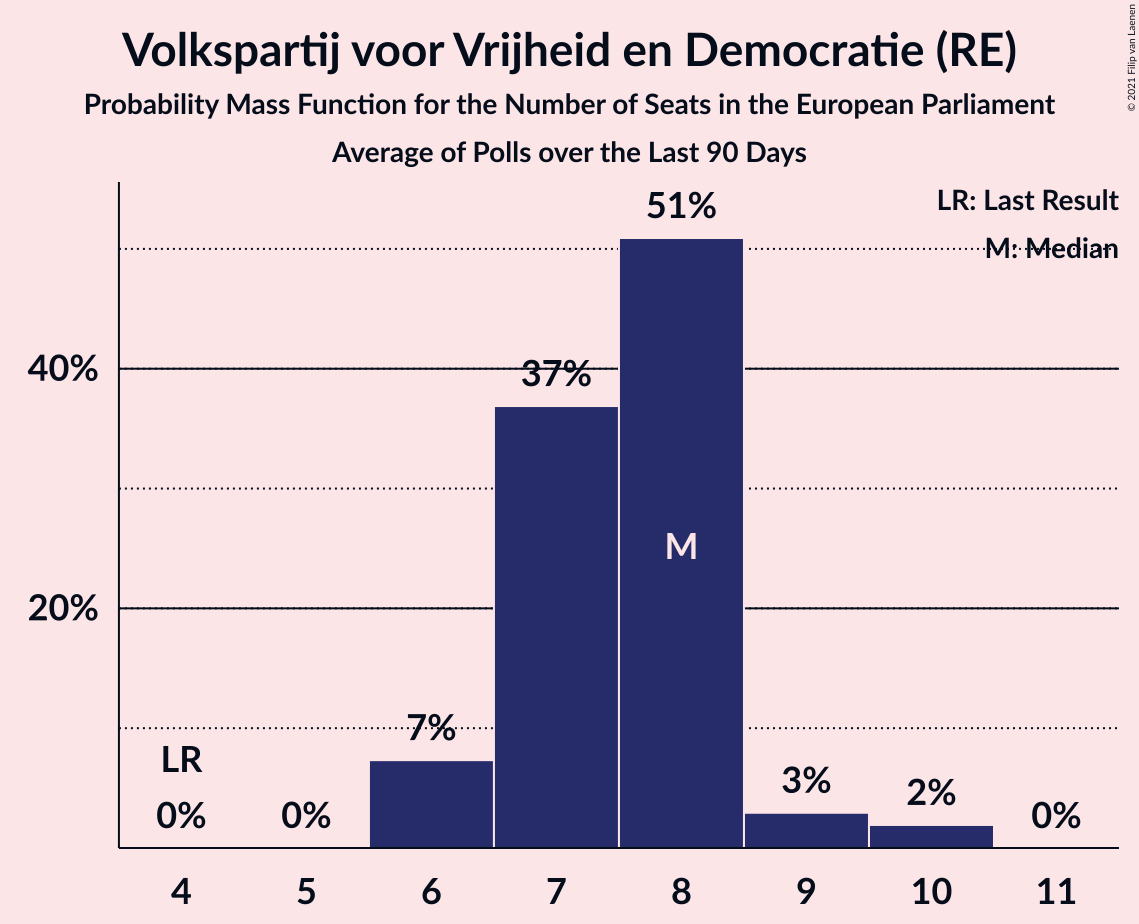 Volkspartij voor Vrijheid en Democratie (RE)
Probability Mass Function for the Number of Seats in the European Parliament
Average of Polls over the Last 90 Days
© 2021 Filip van Laenen
LR: Last Result
M: Median
51%
40%
37%
M
20%
7%
LR
3%
2%
0%
0%
0%
4 5 6 7 8 9 10 11